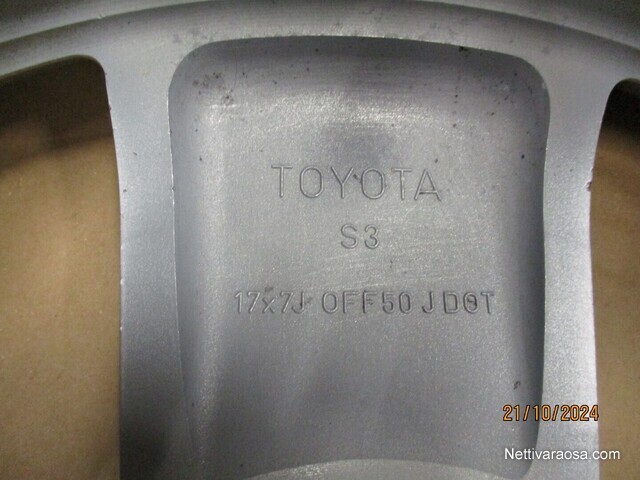 TOYOTA
S3
17x7J OFF50 J DOT
21/10/2024
Nettivaraosa.com